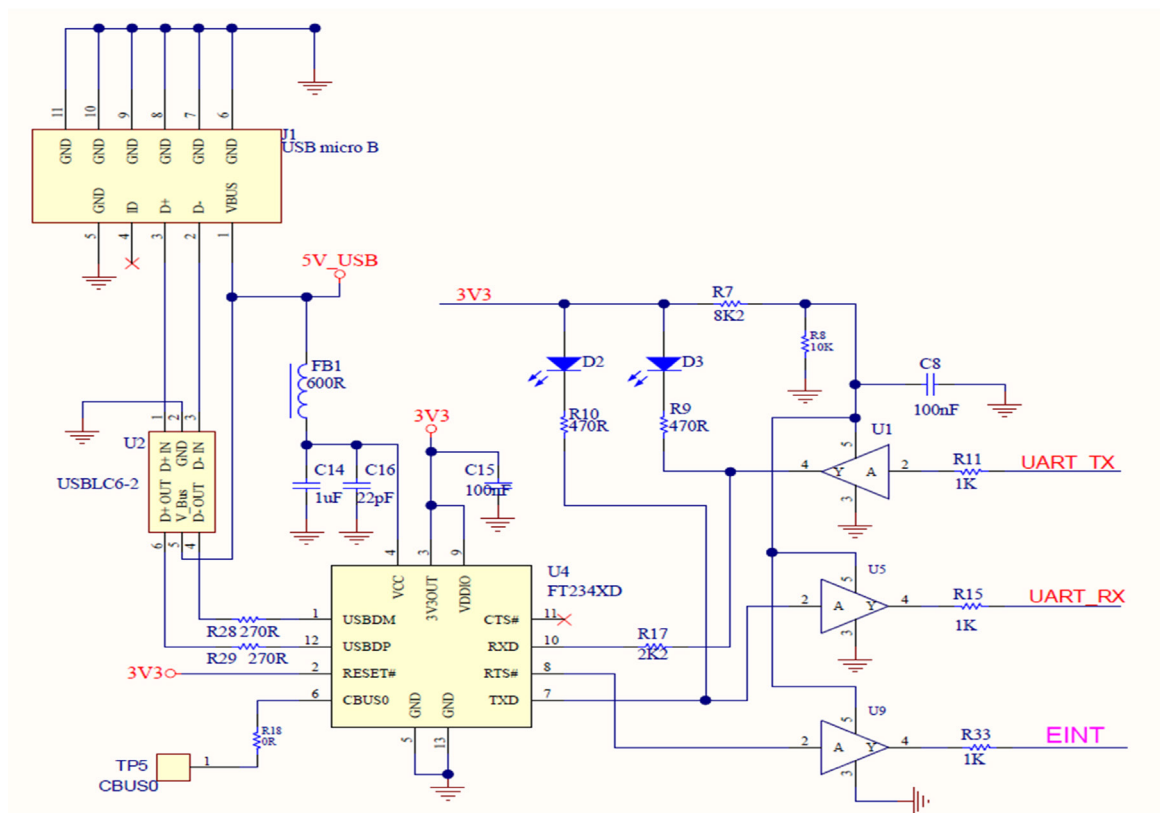 11 10 9 8 7 6
GND GND GND GND GND GND
J1
USB micro B
GND ID D+ D- VBUS
5 4 3 2 1
5V_USB
FB1
600R
1 2 3
D+ IN GND D- IN
U2
USBLC6-2
D+ OUT V_Bus D-OUT
6 5 4
C14
1uF
C16
22pF
3V3
C15
100nF
3V3
R7
8K2
R8
10K
D2
D3
R10
470R
R9
470R
C8
100nF
U1
5
4 Y A 2
3
R11
1K
UART_TX
U4
FT234XD
4 3 9
VCC 3V3OUT VDDIO
1 USBDM
12 USBDP
2 RESET#
6 CBUS0
CTS# 11
RXD 10
RTS# 8
TXD 7
GND GND
5 13
R28 270R
R29 270R
3V3
R18
0R
TP5
CBUS0
1
R17
2K2
U5
5
2 A Y 4
3
R15
1K
UART_RX
U9
5
2 A Y 4
3
R33
1K
EINT